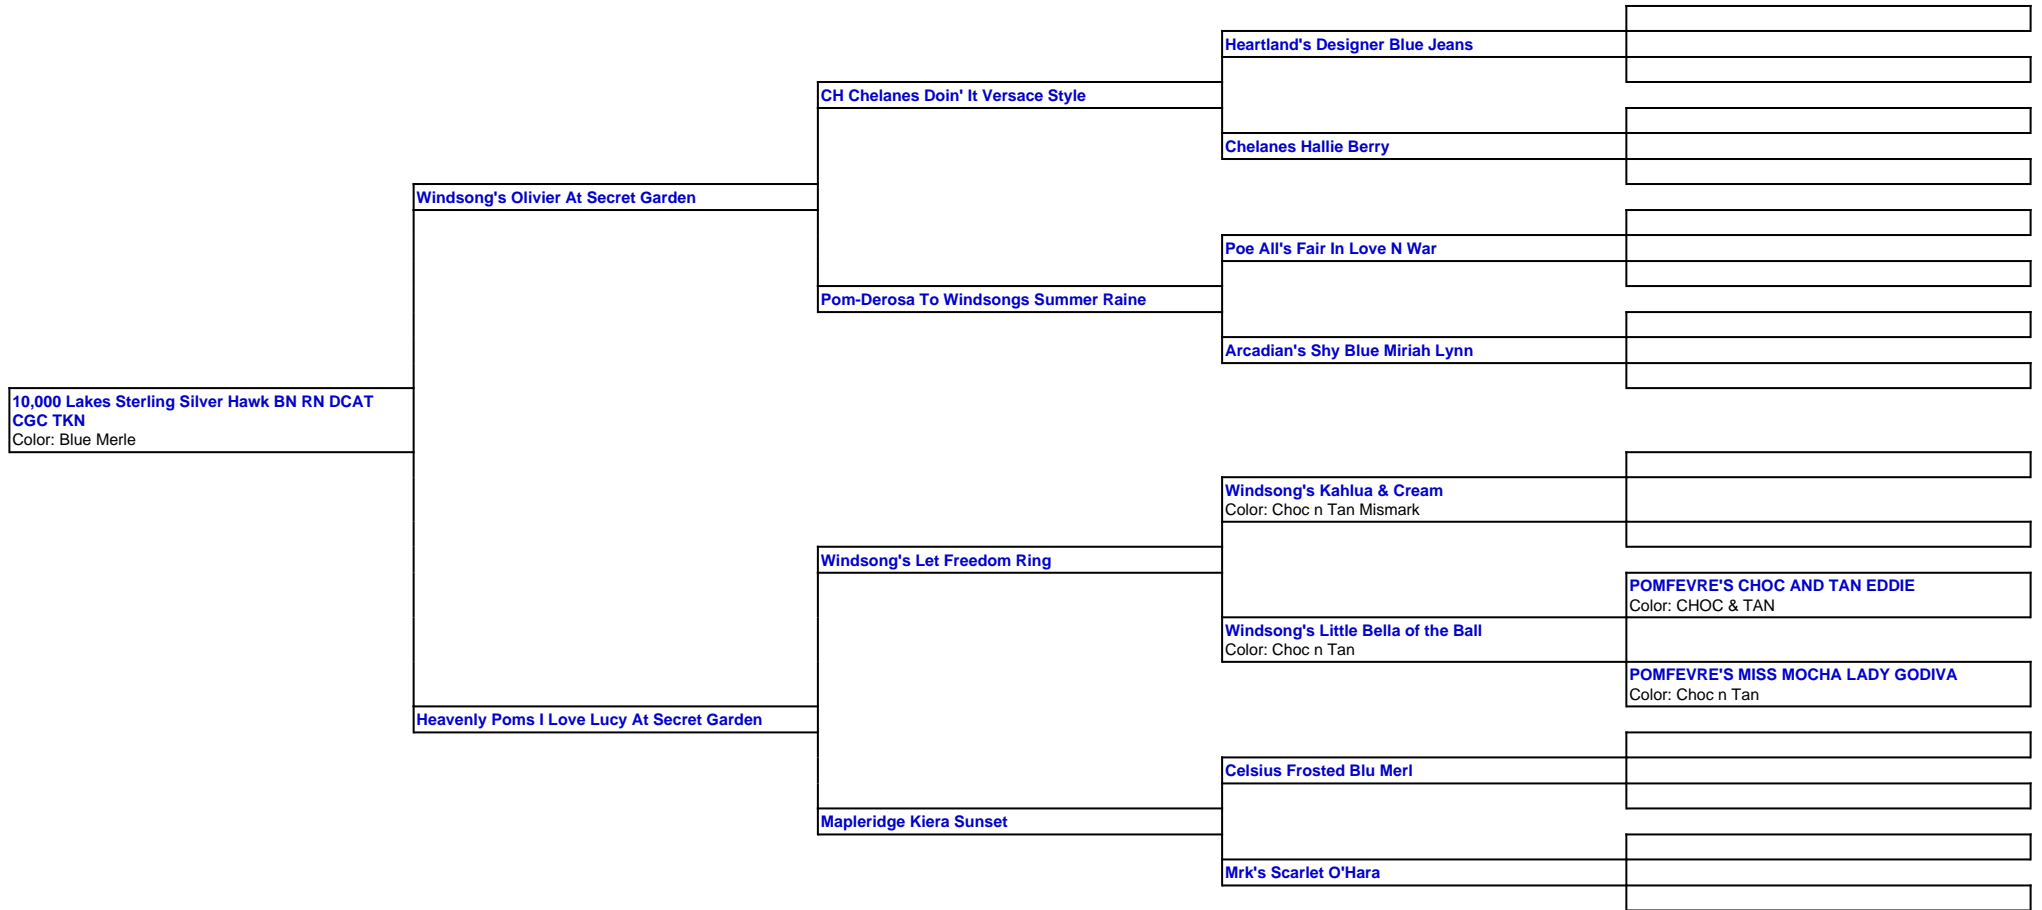 Heartland's Designer Blue Jeans
CH Chelanes Doin' It Versace Style
Chelanes Hallie Berry
Windsong's Olivier At Secret Garden
Poe All's Fair In Love N War
Pom-Derosa To Windsongs Summer Raine
Arcadian's Shy Blue Miriah Lynn
10,000 Lakes Sterling Silver Hawk BN RN DCAT
CGC TKN
Color: Blue Merle
Windsong's Kahlua & Cream
Color: Choc n Tan Mismark
Windsong's Let Freedom Ring
POMFEVRE'S CHOC AND TAN EDDIE
Color: CHOC & TAN
Windsong's Little Bella of the Ball
Color: Choc n Tan
POMFEVRE'S MISS MOCHA LADY GODIVA
Color: Choc n Tan
Heavenly Poms I Love Lucy At Secret Garden
Celsius Frosted Blu Merl
Mapleridge Kiera Sunset
Mrk's Scarlet O'Hara